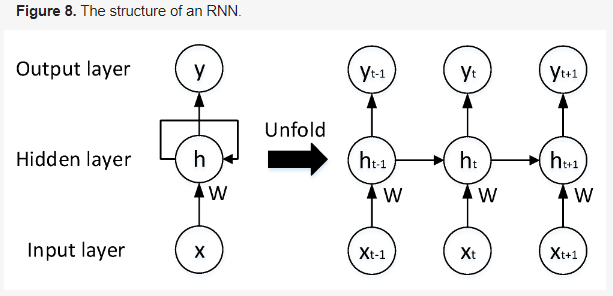 Figure 8. The structure of an RNN.
Output layer y yt-1 yt yt+1
Unfold
Hidden layer h ht-1 ht ht+1
W W W W
Input layer x xt-1 xt xt+1